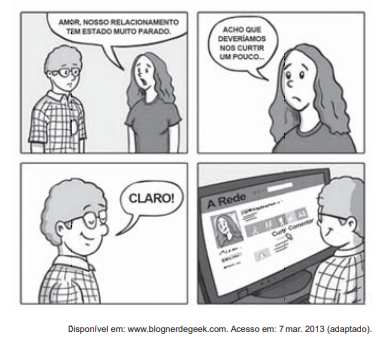 AMOR, NOSSO RELACIONAMENTO
TEM ESTADO MUITO PARADO.
ACHO QUE
DEVERÍAMOS
NOS CURTIR
UM POUCO...
CLARO!
A Rede
Curtir Comentar
Disponível em: www.blognerdegeek.com. Acesso em: 7 mar. 2013 (adaptado).